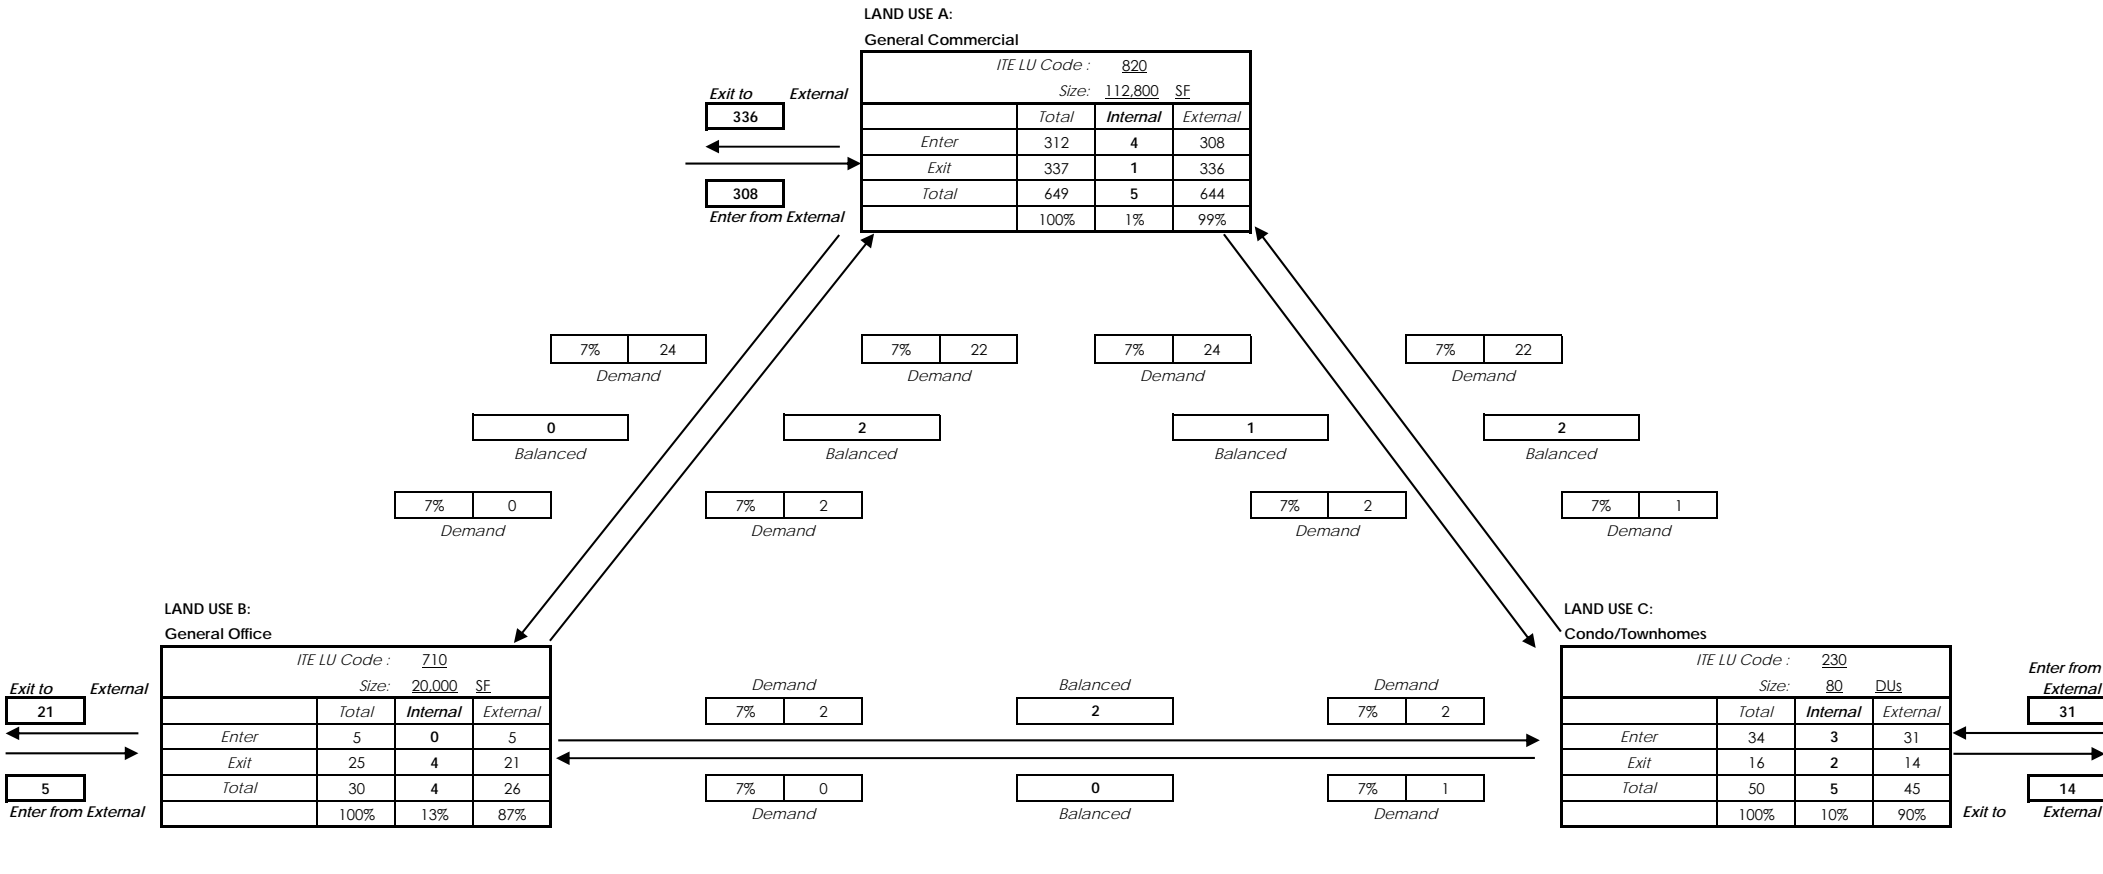 LAND USE A:
General Commercial
ITE LU Code : 820
Size: 112,800 SF
Total Internal External
Enter 312 4 308
Exit 337 1 336
Total 649 5 644
100% 1% 99%
Exit to External
336
308
Enter from External
7% 24
Demand
7% 22
Demand
7% 24
Demand
7% 22
Demand
0
Balanced
2
Balanced
1
Balanced
2
Balanced
7% 0
Demand
7% 2
Demand
7% 2
Demand
7% 1
Demand
LAND USE B:
General Office
ITE LU Code : 710
Size: 20,000 SF
Total Internal External
Enter 5 0 5
Exit 25 4 21
Total 30 4 26
100% 13% 87%
Exit to External
21
5
Enter from External
Demand
7% 2
Balanced
2
Demand
7% 2
7% 0
Demand
0
Balanced
7% 1
Demand
LAND USE C:
Condo/Townhomes
ITE LU Code : 230
Size: 80 DUs
Total Internal External
Enter 34 3 31
Exit 16 2 14
Total 50 5 45
100% 10% 90%
Enter from
External
31
14
Exit to External